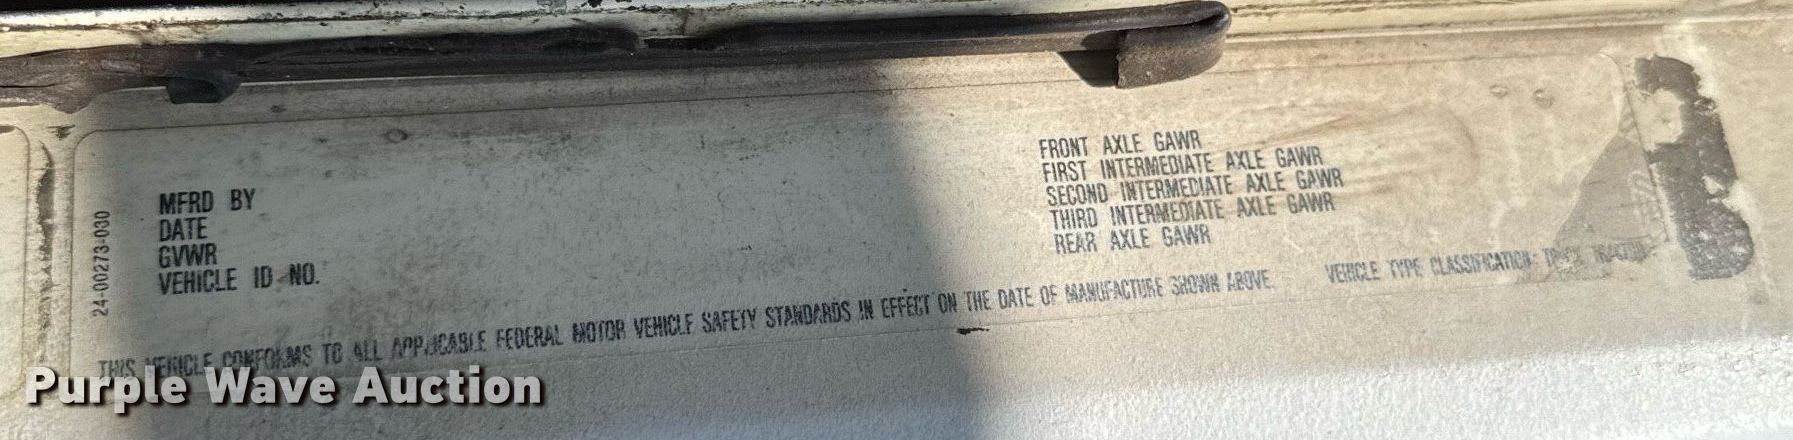 MFRD BY
DATE
GVWR
VEHICLE ID NO.
24-00273-030
FRONT AXLE GAWR
FIRST INTERMEDIATE AXLE GAWR
SECOND INTERMEDIATE AXLE GAWR
THIRD INTERMEDIATE AXLE GAWR
REAR AXLE GAWR
THIS VEHICLE CONFORMS TO ALL APPLICABLE FEDERAL MOTOR VEHICLE SAFETY STANDARDS IN EFFECT ON THE DATE OF MANUFACTURE SHOWN ABOVE.
VEHICLE TYPE CLASSIFICATION: TRUCK TRACTOR
Purple Wave Auction